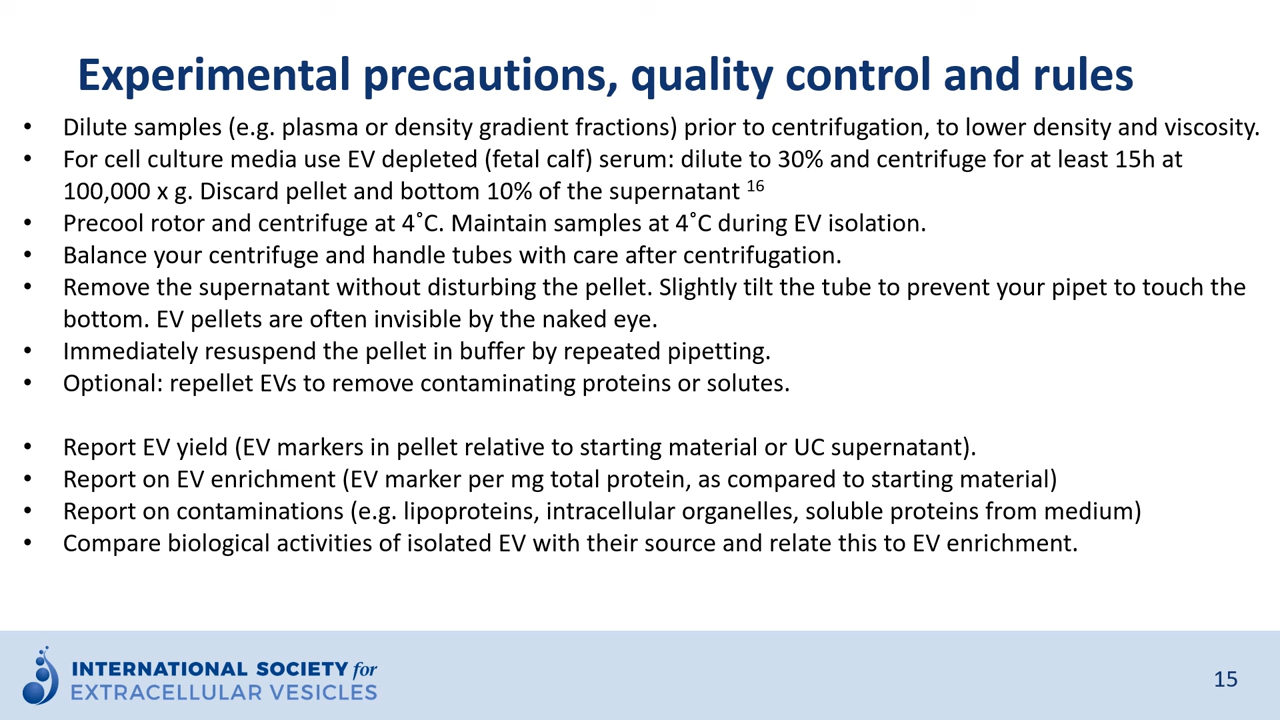 Experimental precautions, quality control and rules
• Dilute samples (e.g. plasma or density gradient fractions) prior to centrifugation, to lower density and viscosity.
• For cell culture media use EV depleted (fetal calf) serum: dilute to 30% and centrifuge for at least 15h at
100,000 x g. Discard pellet and bottom 10% of the supernatant 16
• Precool rotor and centrifuge at 4˚C. Maintain samples at 4˚C during EV isolation.
• Balance your centrifuge and handle tubes with care after centrifugation.
• Remove the supernatant without disturbing the pellet. Slightly tilt the tube to prevent your pipet to touch the
bottom. EV pellets are often invisible by the naked eye.
• Immediately resuspend the pellet in buffer by repeated pipetting.
• Optional: repellet EVs to remove contaminating proteins or solutes.
• Report EV yield (EV markers in pellet relative to starting material or UC supernatant).
• Report on EV enrichment (EV marker per mg total protein, as compared to starting material)
• Report on contaminations (e.g. lipoproteins, intracellular organelles, soluble proteins from medium)
• Compare biological activities of isolated EV with their source and relate this to EV enrichment.
INTERNATIONAL SOCIETY for
EXTRACELLULAR VESICLES
15